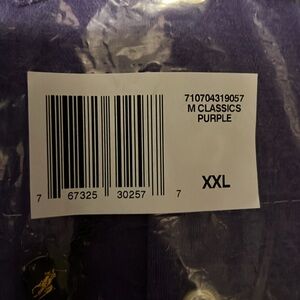 710704319057
M CLASSICS
PURPLE
7 67325 30257 7
XXL